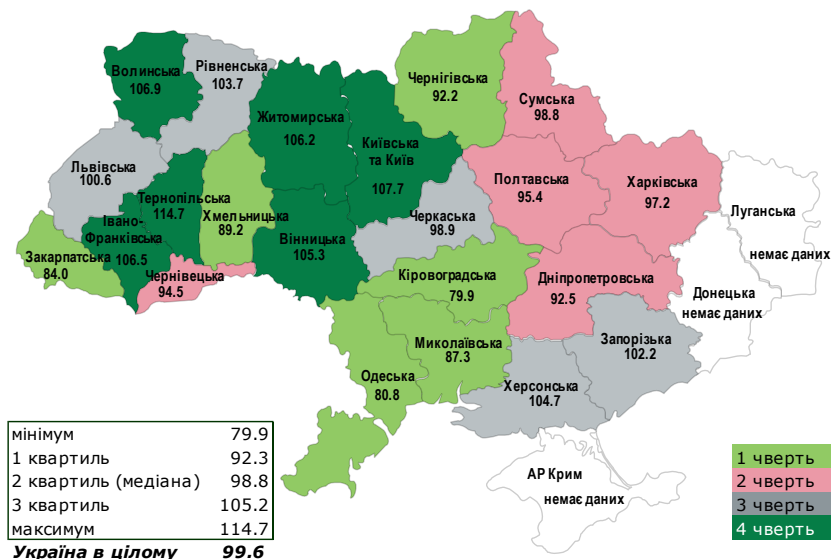 Волинська
106.9
Рівненська
103.7
Житомирська
106.2
Київська
та Київ
107.7
Чернігівська
92.2
Сумська
98.8
Львівська
100.6
Тернопільська
114.7
Хмельницька
89.2
Івано-
Франківська
106.5
Закарпатська
84.0
Чернівецька
94.5
Вінницька
105.3
Черкаська
98.9
Полтавська
95.4
Харківська
97.2
Луганська
немає даних
Донецька
немає даних
Кіровоградська
79.9
Дніпропетровська
92.5
Запорізька
102.2
Миколаївська
87.3
Одеська
80.8
Херсонська
104.7
АР Крим
немає даних
мінімум 79.9
1 квартиль 92.3
2 квартиль (медіана) 98.8
3 квартиль 105.2
максимум 114.7
Україна в цілому 99.6
1 чверть
2 чверть
3 чверть
4 чверть